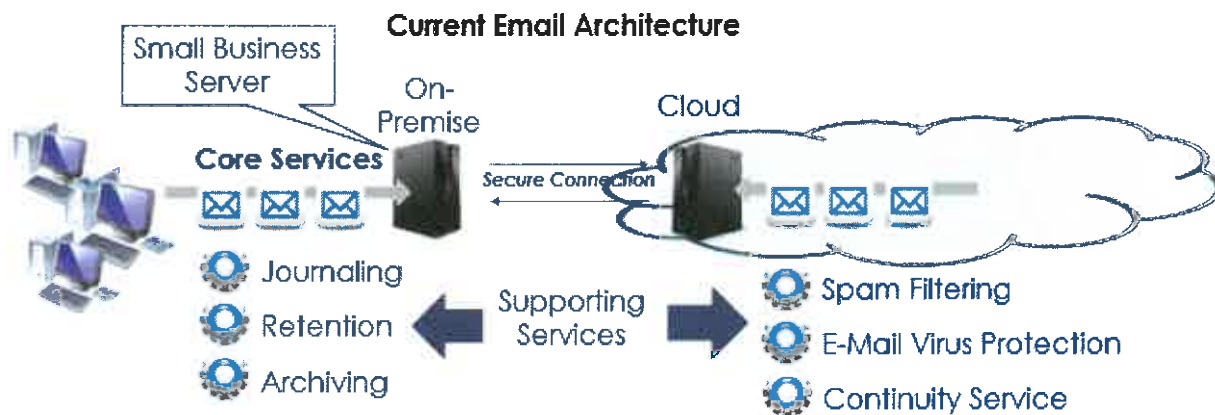 Current Email Architecture
Small Business
Server
On-
Premise
Cloud
Core Services
Secure Connection
Journaling
Retention
Archiving
Supporting
Services
Spam Filtering
E-Mail Virus Protection
Continuity Service